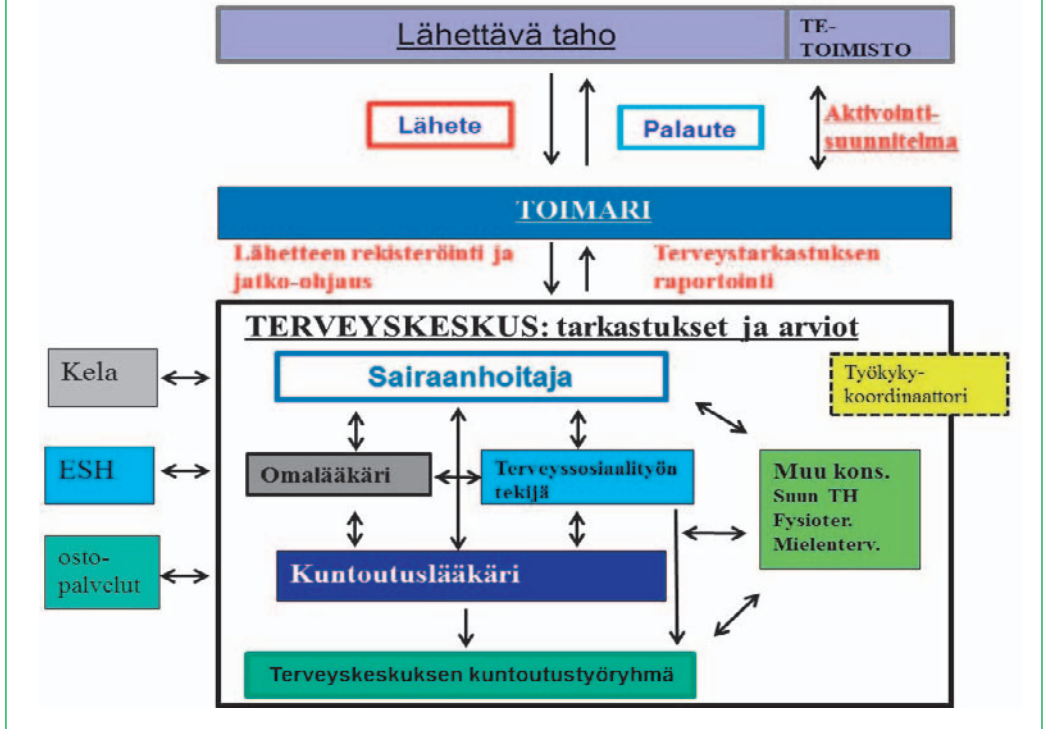 Lähettävä taho
TE-
TOIMISTO
Lähete
Palaute
Aktivointi-
suunnitelma
TOIMARI
Lähetteen rekisteröinti ja
jatko-ohjaus
Terveystarkastuksen
raportointi
TERVEYSKESKUS: tarkastukset ja arviot
Kela
Sairaanhoitaja
Työkyky-
koordinaattori
ESH
Omalääkäri
Terveyssosiaalityön
tekijä
Muu kons.
Suun TH
Fysioter.
Mielenterv.
osto-
palvelut
Kuntoutuslääkäri
Terveyskeskuksen kuntoutustyöryhmä